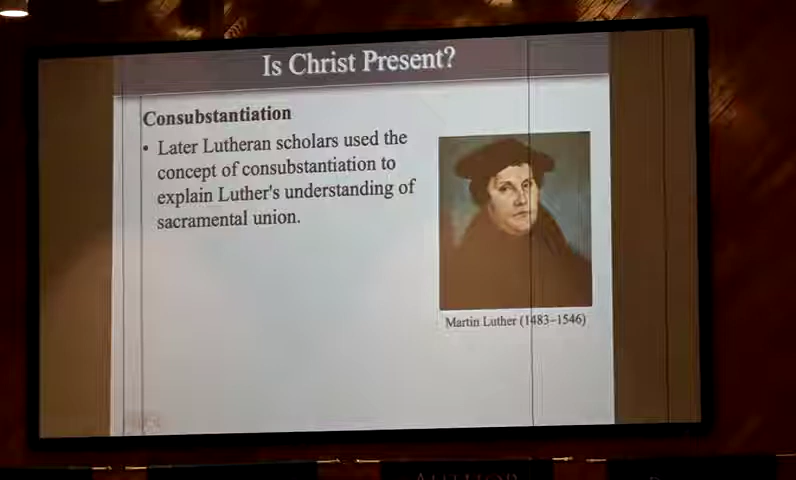 Is Christ Present?
Consubstantiation
• Later Lutheran scholars used the
concept of consubstantiation to
explain Luther's understanding of
sacramental union.
Martin Luther (1483–1546)